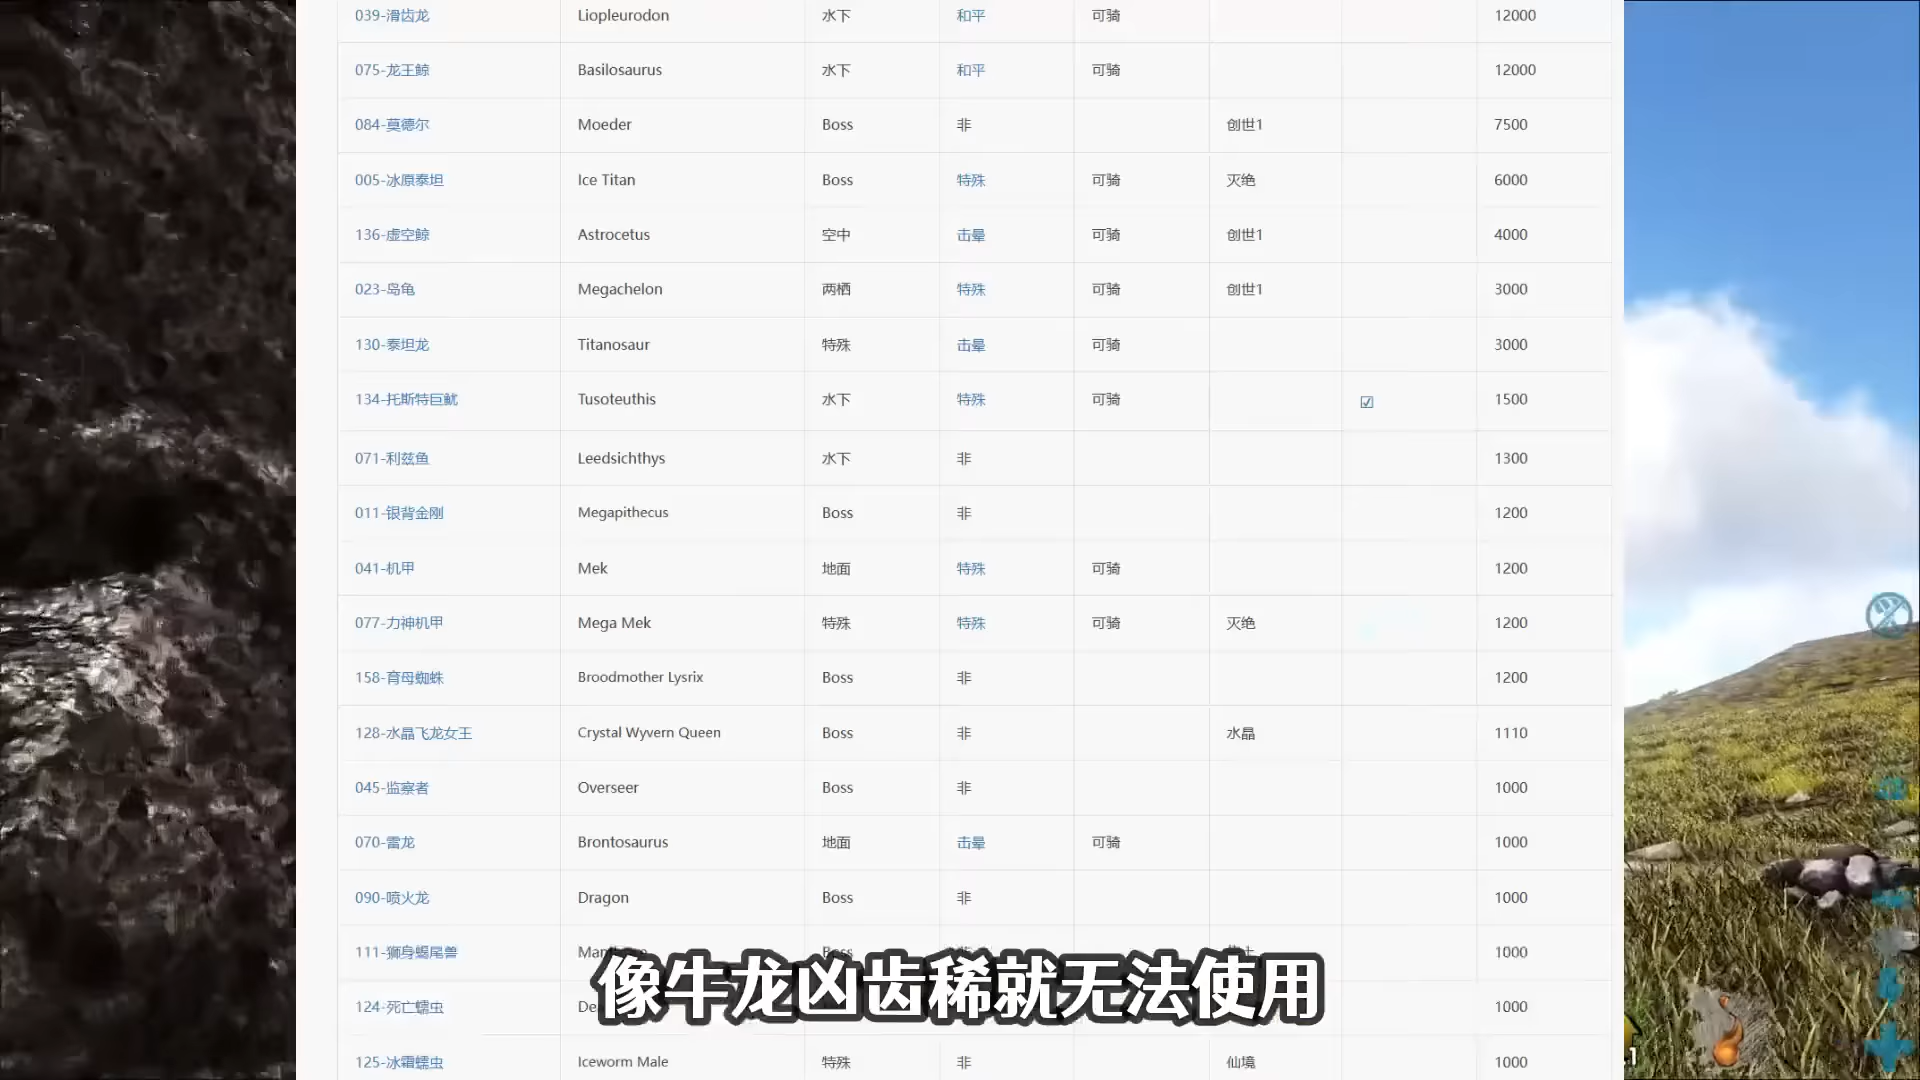 039-滑齿龙 Liopleurodon 水下 和平 可骑 12000
075-龙王鲸 Basilosaurus 水下 和平 可骑 12000
084-莫德尔 Moeder Boss 非 创世1 7500
005-冰原泰坦 Ice Titan Boss 特殊 可骑 灭绝 6000
136-虚空鲸 Astrocetus 空中 击晕 可骑 创世1 4000
023-岛龟 Megachelon 两栖 特殊 可骑 创世1 3000
130-泰坦龙 Titanosaur 特殊 击晕 可骑 3000
134-托斯特巨鱿 Tusoteuthis 水下 特殊 可骑 ☑ 1500
071-利兹鱼 Leedsichthys 水下 非 1300
011-银背金刚 Megapithecus Boss 非 1200
041-机甲 Mek 地面 特殊 可骑 1200
077-力神机甲 Mega Mek 特殊 特殊 可骑 灭绝 1200
158-育母蜘蛛 Broodmother Lysrix Boss 非 1200
128-水晶飞龙女王 Crystal Wyvern Queen Boss 非 水晶 1110
045-监察者 Overseer Boss 非 1000
070-雷龙 Brontosaurus 地面 击晕 可骑 1000
090-喷火龙 Dragon Boss 非 1000
111-狮身蝎尾兽 Boss 1000
像牛龙凶齿稀就无法使用
124-死亡蠕虫 1000
125-冰霜蠕虫 Iceworm Male 特殊 非 仙境 1000